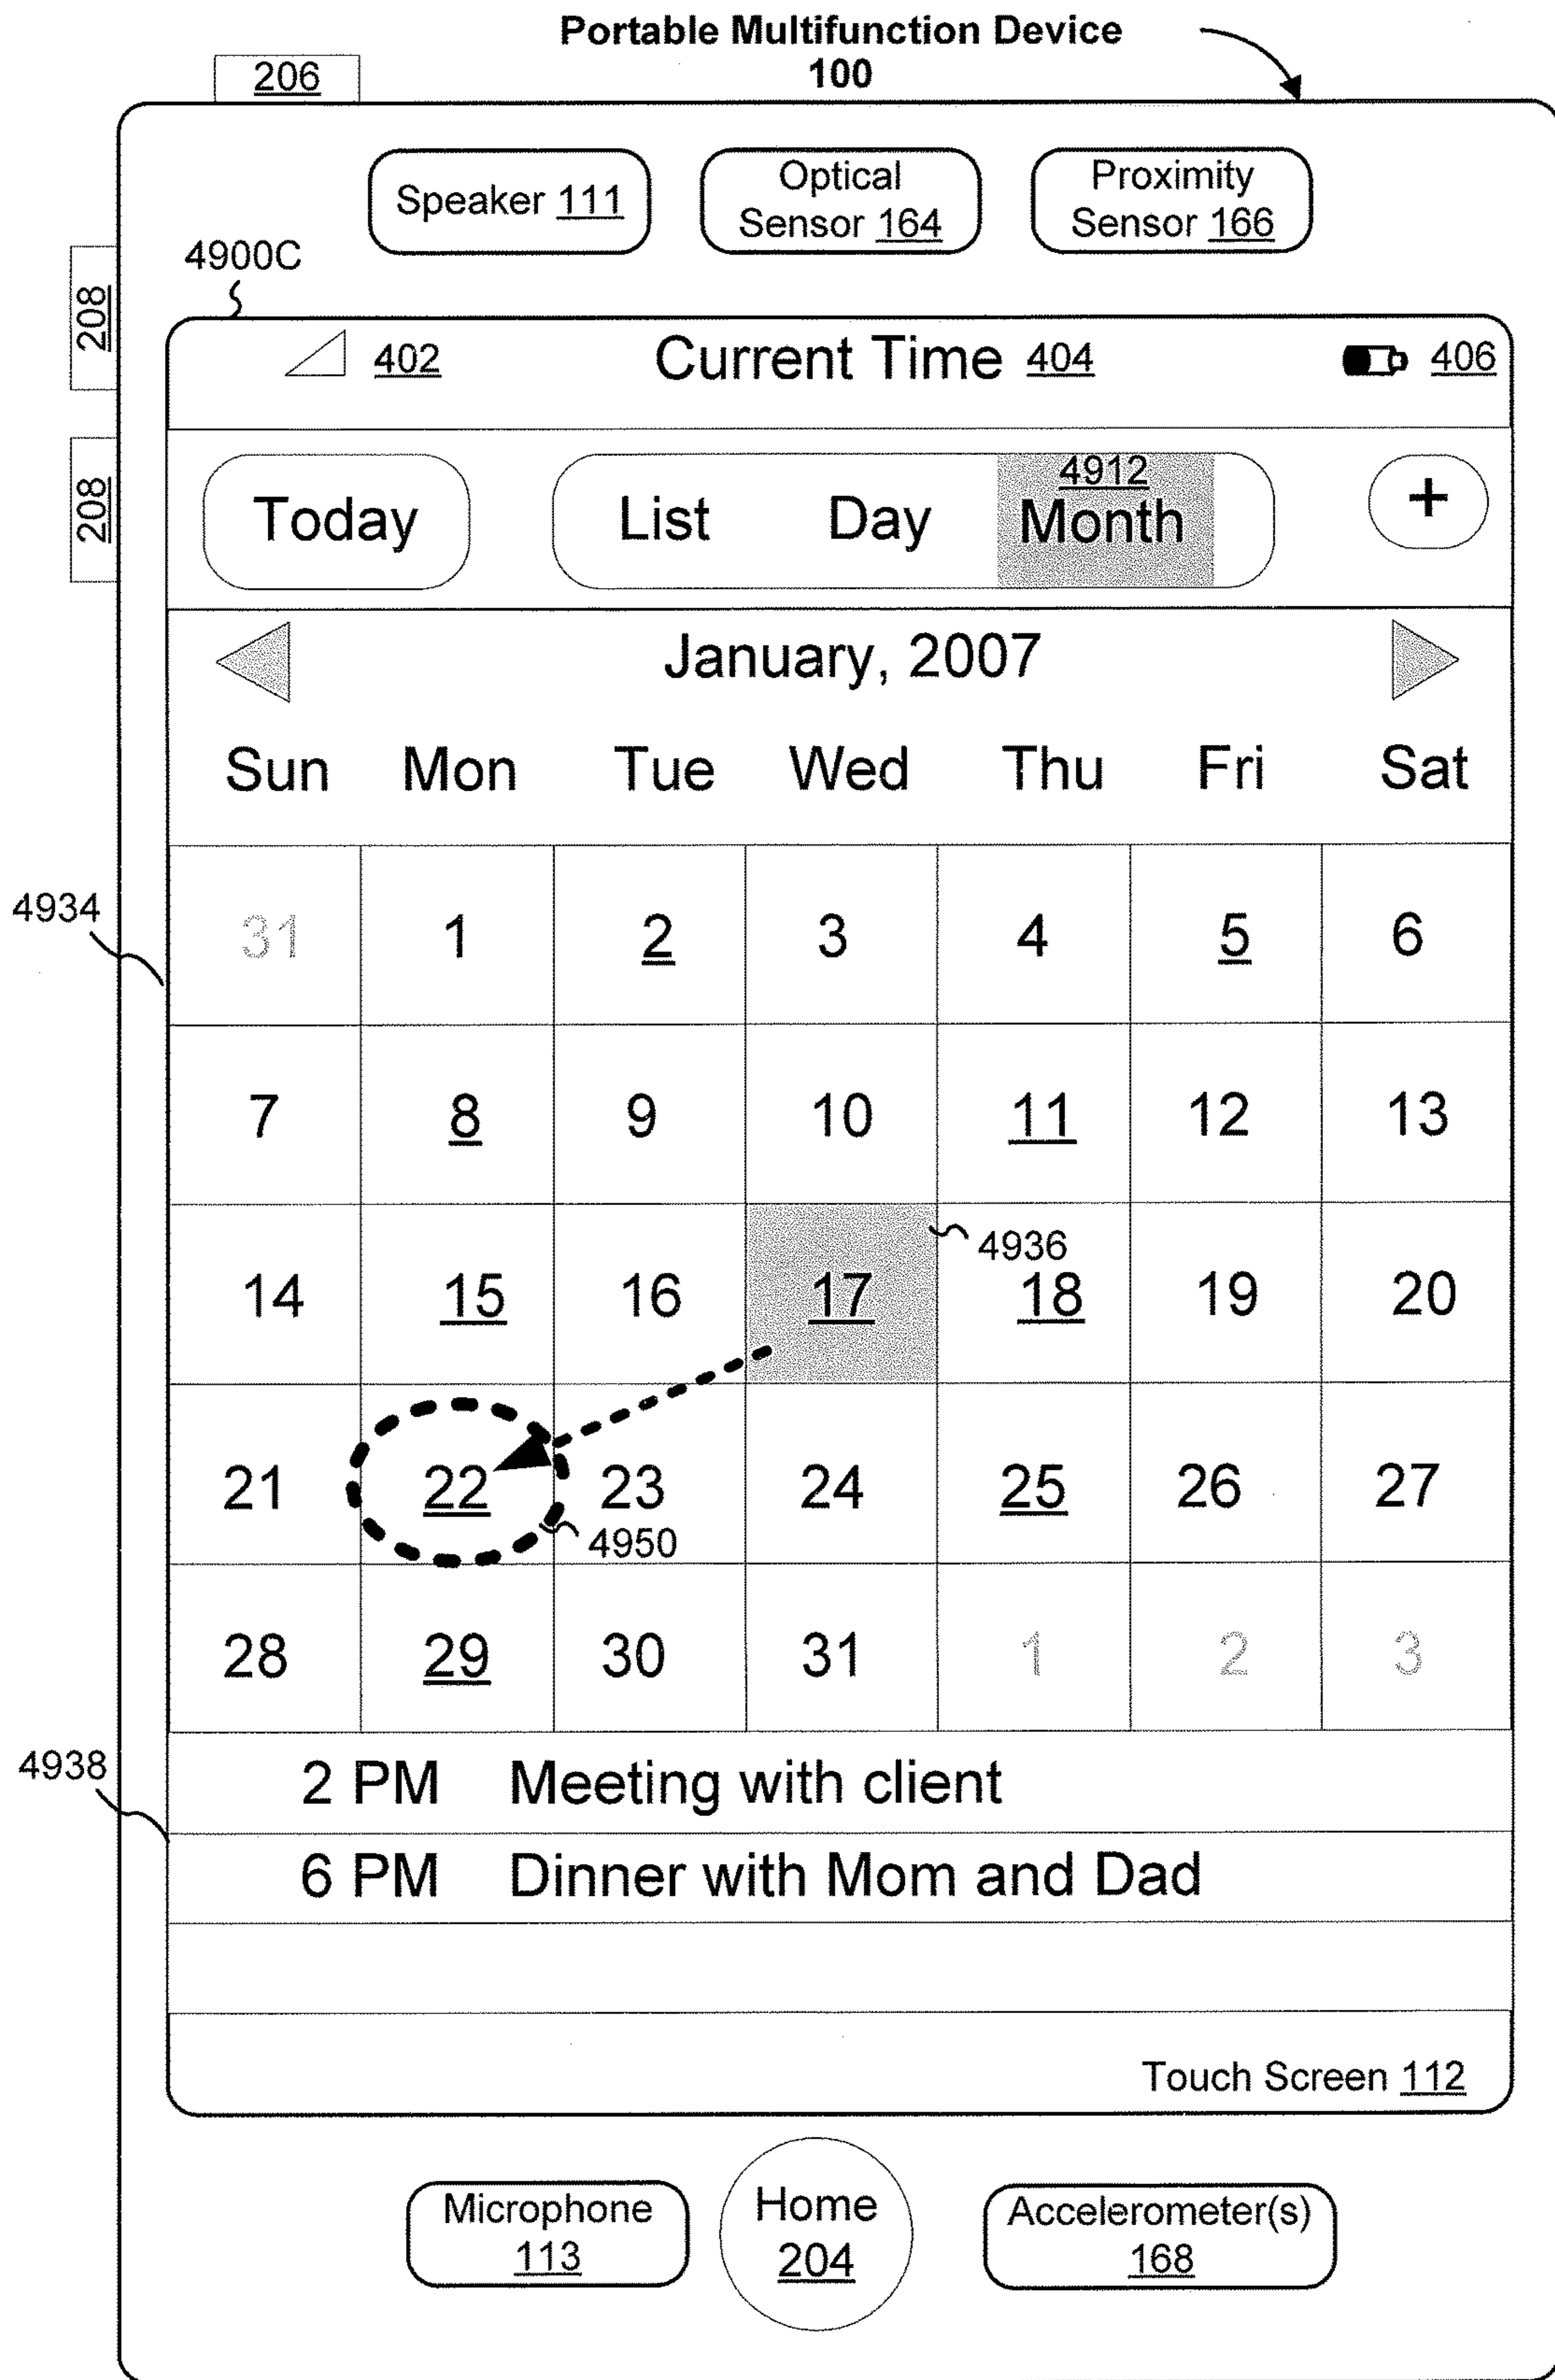 Portable Multifunction Device
100
206
Speaker 111
Optical
Sensor 164
Proximity
Sensor 166
4900C
208
208
402
Current Time 404
406
Today
List
Day
4912
Month
+
January, 2007
Sun Mon Tue Wed Thu Fri Sat
4934
31 1 2 3 4 5 6
7 8 9 10 11 12 13
4936
14 15 16 17 18 19 20
21 22 23 24 25 26 27
4950
28 29 30 31 1 2 3
4938
2 PM Meeting with client
6 PM Dinner with Mom and Dad
Touch Screen 112
Microphone
113
Home
204
Accelerometer(s)
168